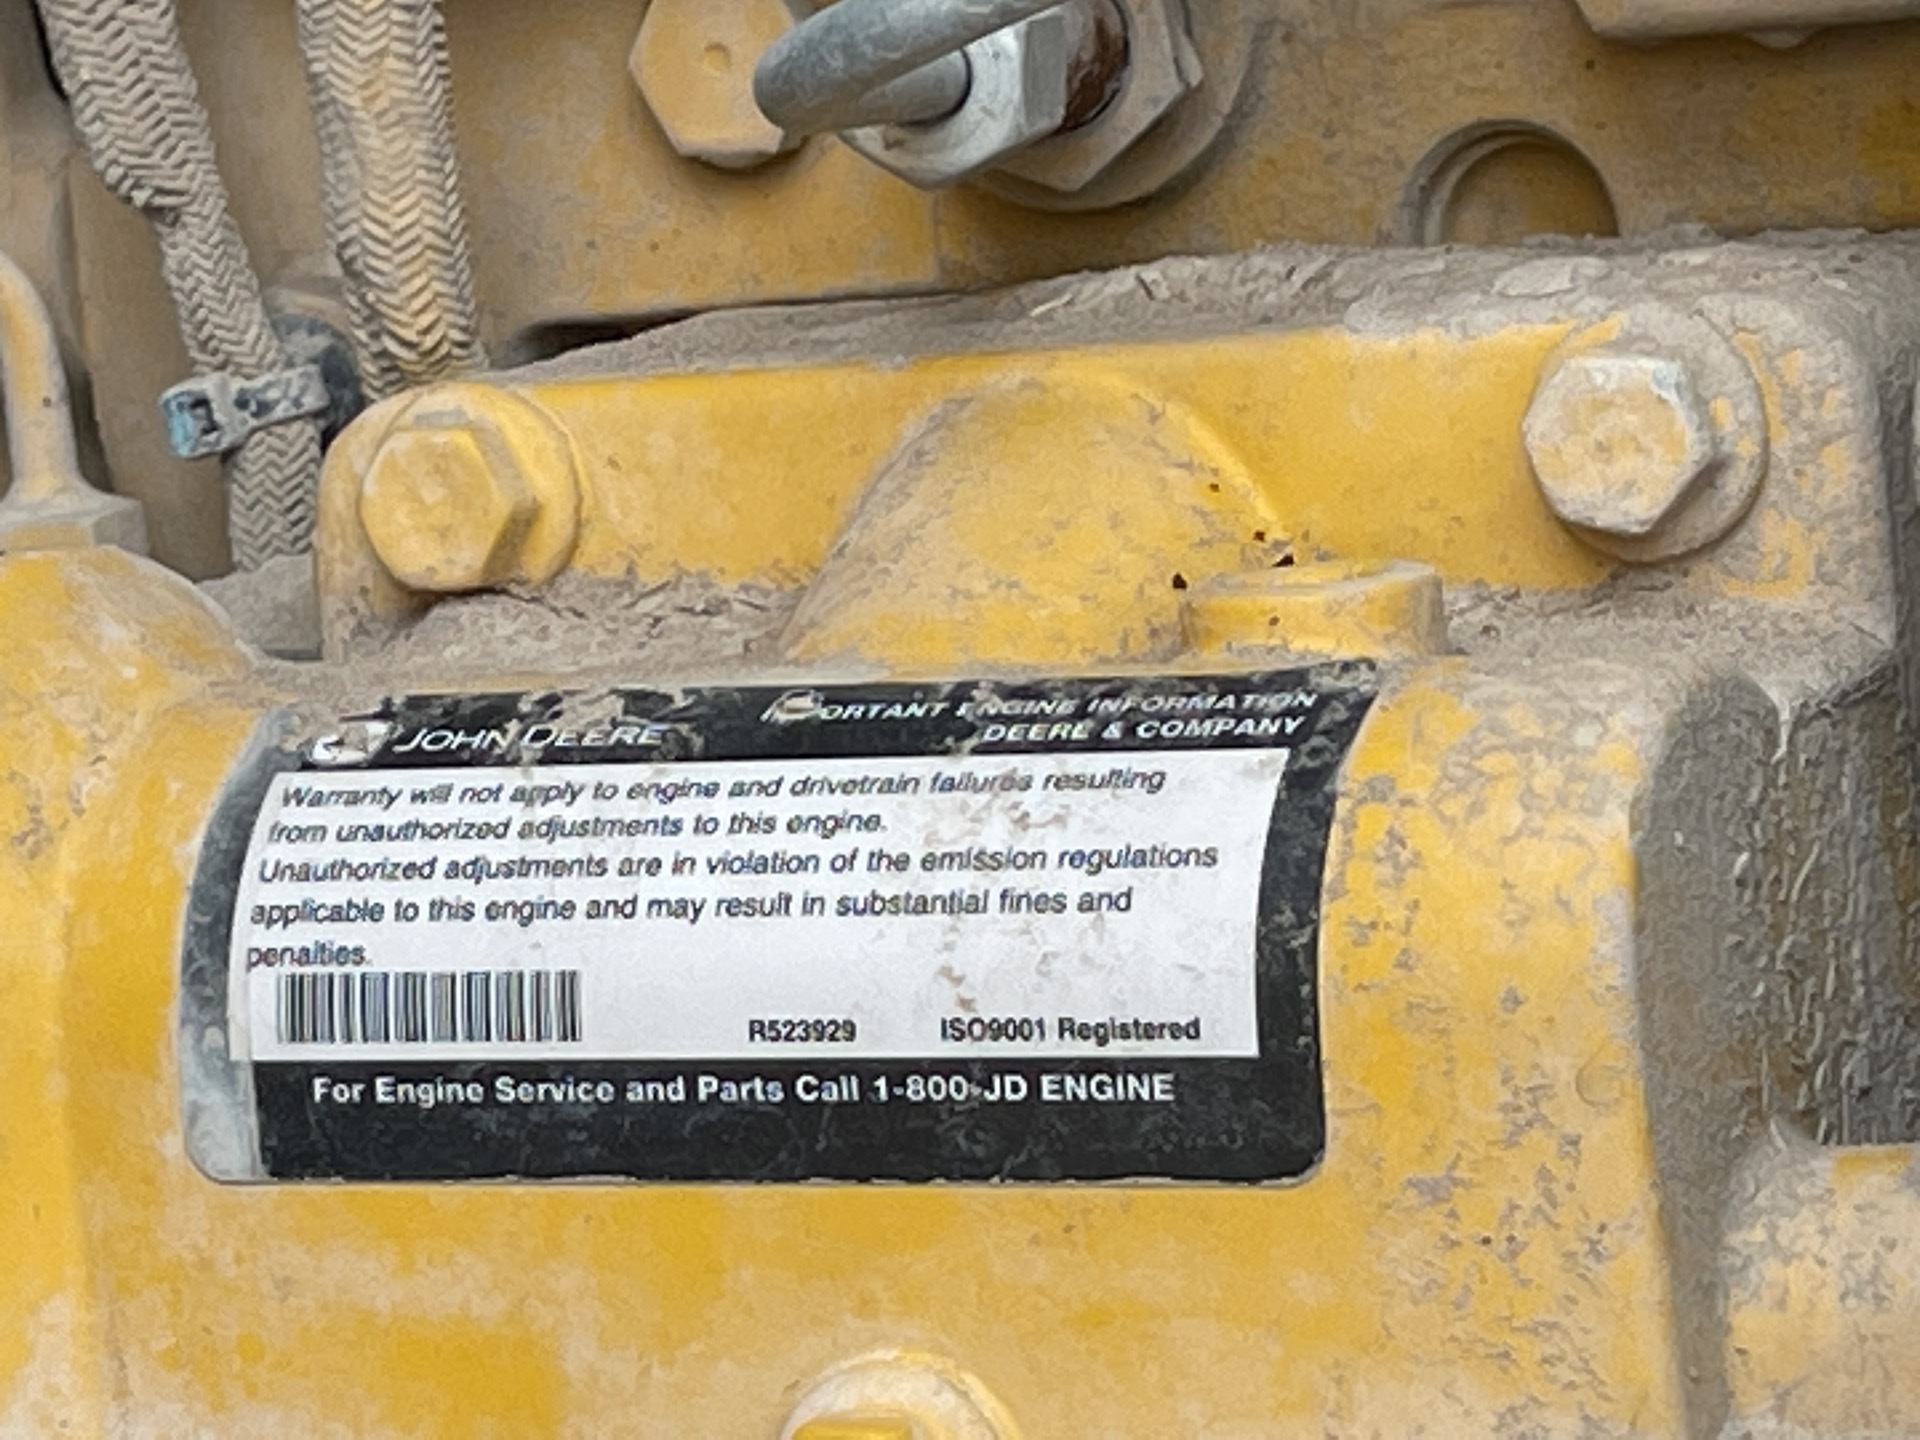 JOHN DEERE
IMPORTANT ENGINE INFORMATION
DEERE & COMPANY
Warranty will not apply to engine and drivetrain failures resulting
from unauthorized adjustments to this engine.
Unauthorized adjustments are in violation of the emission regulations
applicable to this engine and may result in substantial fines and
penalties.
R523929 ISO9001 Registered
For Engine Service and Parts Call 1-800-JD ENGINE